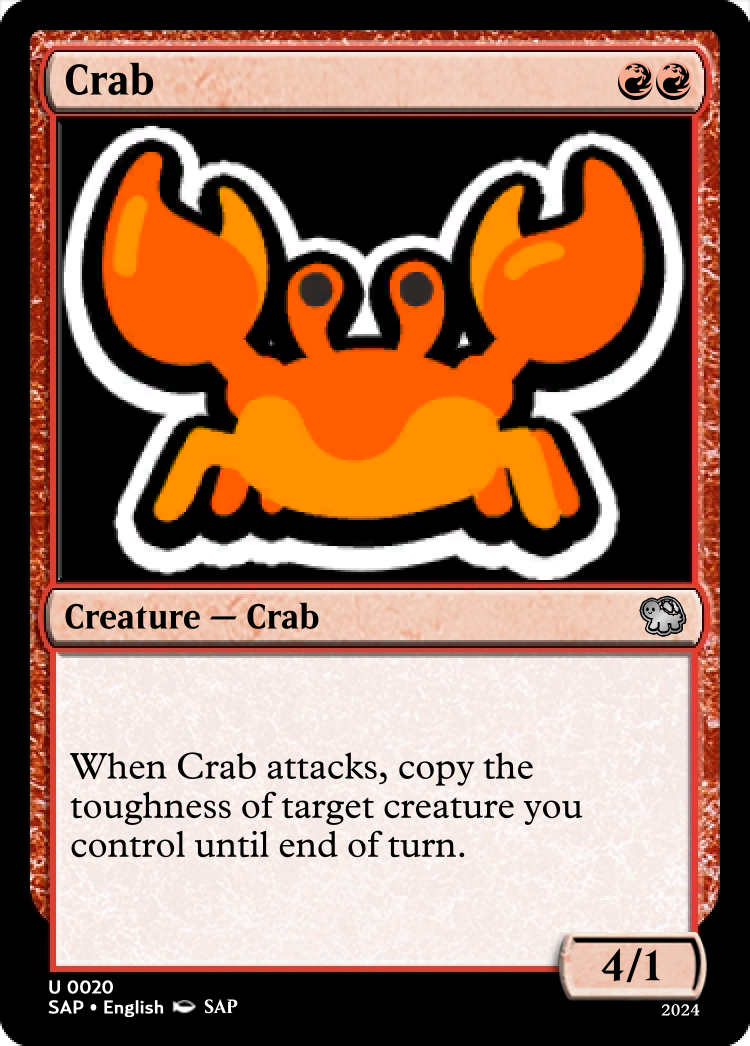 Crab
Creature — Crab
When Crab attacks, copy the
toughness of target creature you
control until end of turn.
4/1
U 0020
SAP • English SAP
2024